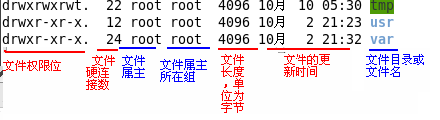 drwxrwxrwt. 22 root root 4096 10月 10 05:30 tmp
drwxr-xr-x. 12 root root 4096 10月 2 21:23 usr
drwxr-xr-x. 24 root root 4096 10月 2 21:32 var
文件权限位
文件
硬连
接数
文件
属主
文件属主
所在组
文件
长度
,单
位为
字节
文件的更
新时间
文件目录或
文件名